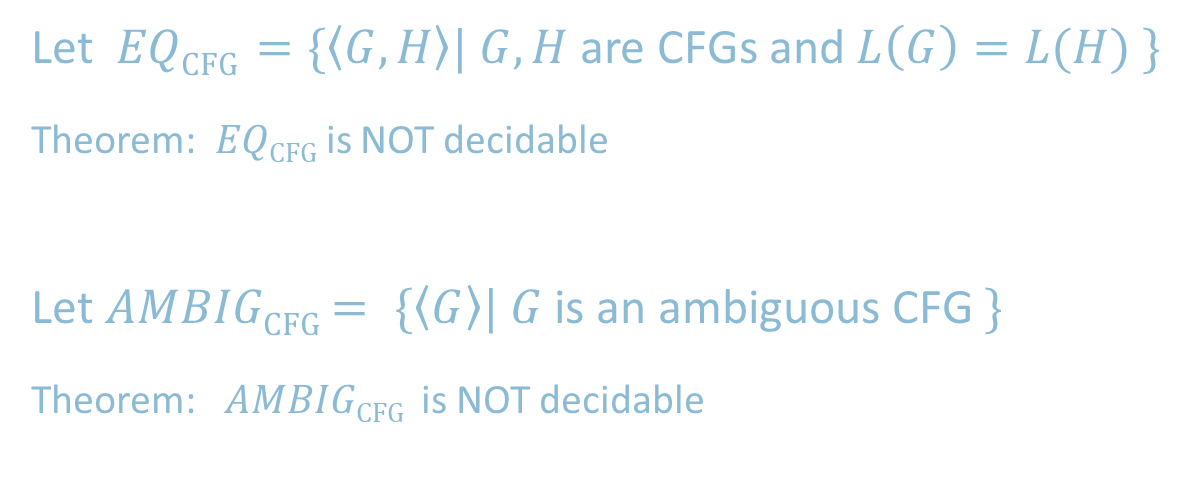 Let EQ_CFG = {⟨G, H⟩| G, H are CFGs and L(G) = L(H) }
Theorem: EQ_CFG is NOT decidable
Let AMBIG_CFG = {⟨G⟩| G is an ambiguous CFG }
Theorem: AMBIG_CFG is NOT decidable